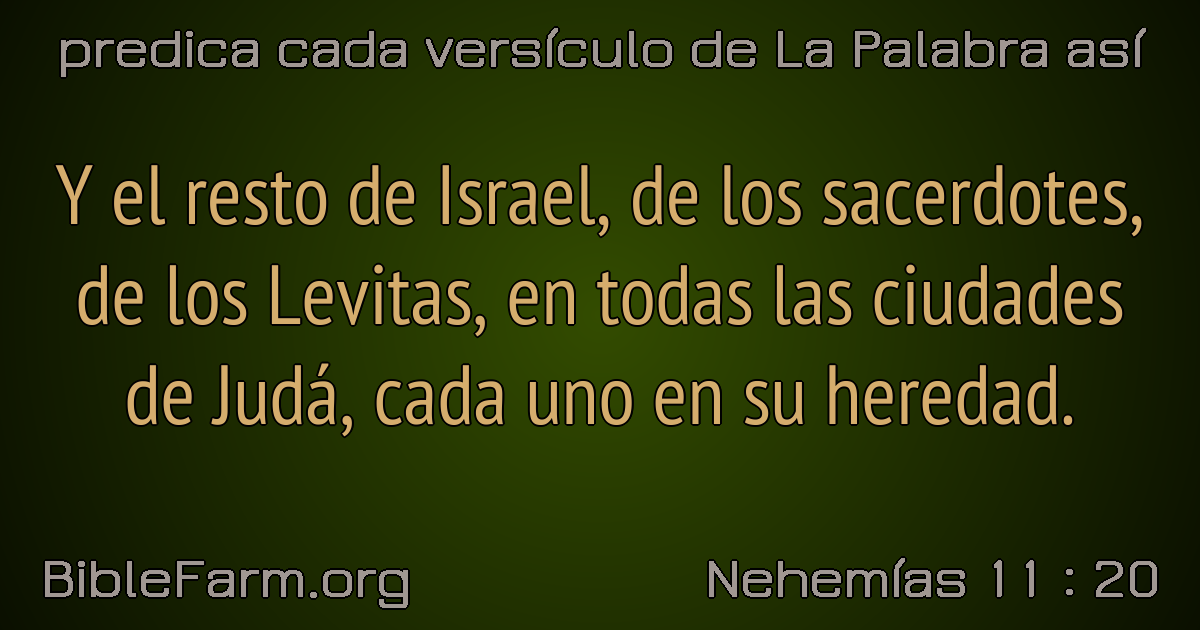 predica cada versículo de La Palabra así
Y el resto de Israel, de los sacerdotes,
de los Levitas, en todas las ciudades
de Judá, cada uno en su heredad.
BibleFarm.org
Nehemías 11 : 20